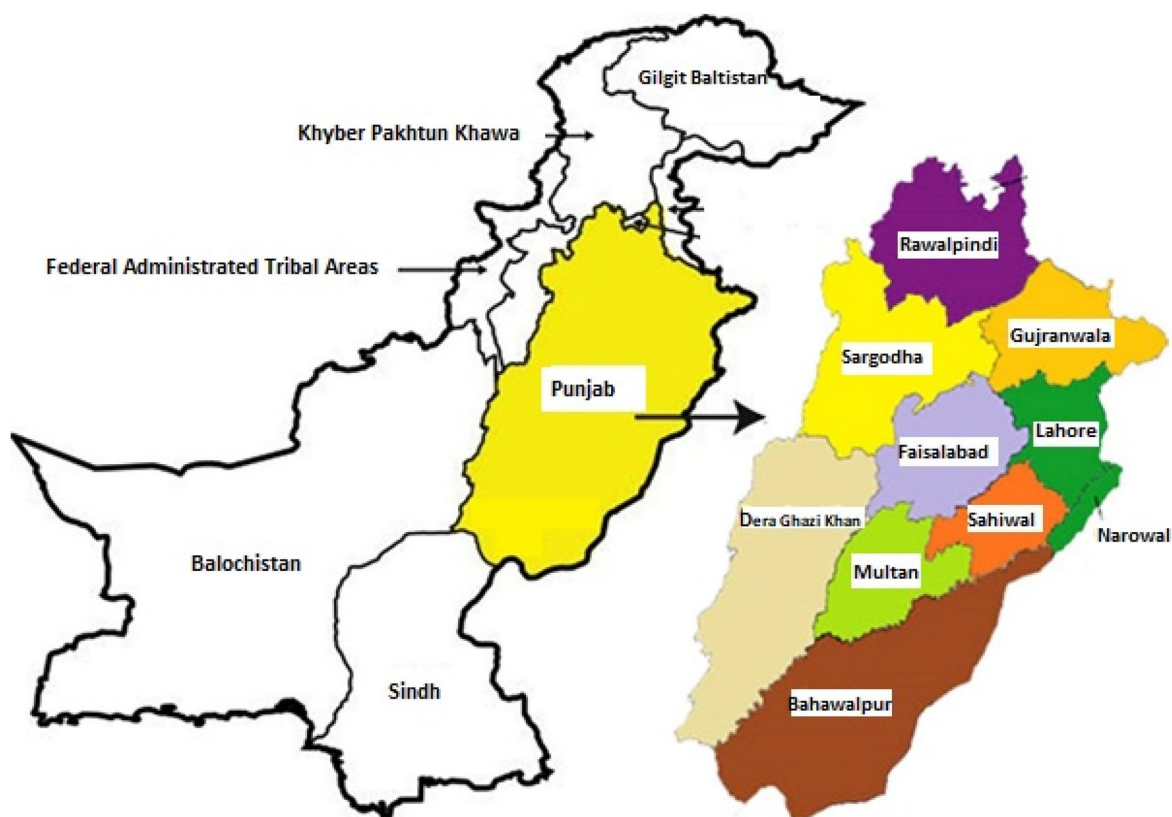 Gilgit Baltistan
Khyber Pakhtun Khawa
Federal Administrated Tribal Areas
Punjab
Balochistan
Sindh
Rawalpindi
Gujranwala
Sargodha
Lahore
Faisalabad
Dera Ghazi Khan
Sahiwal
Narowal
Multan
Bahawalpur